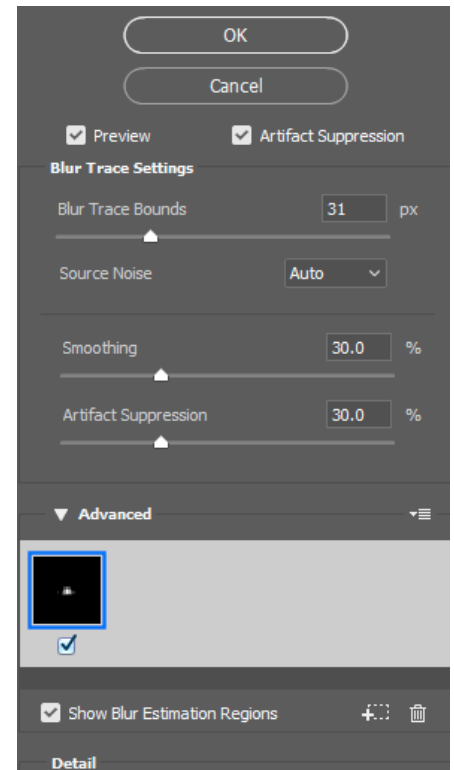 OK
Cancel
Preview Artifact Suppression
Blur Trace Settings
Blur Trace Bounds 31 px
Source Noise Auto
Smoothing 30.0 %
Artifact Suppression 30.0 %
Advanced
Show Blur Estimation Regions
Detail